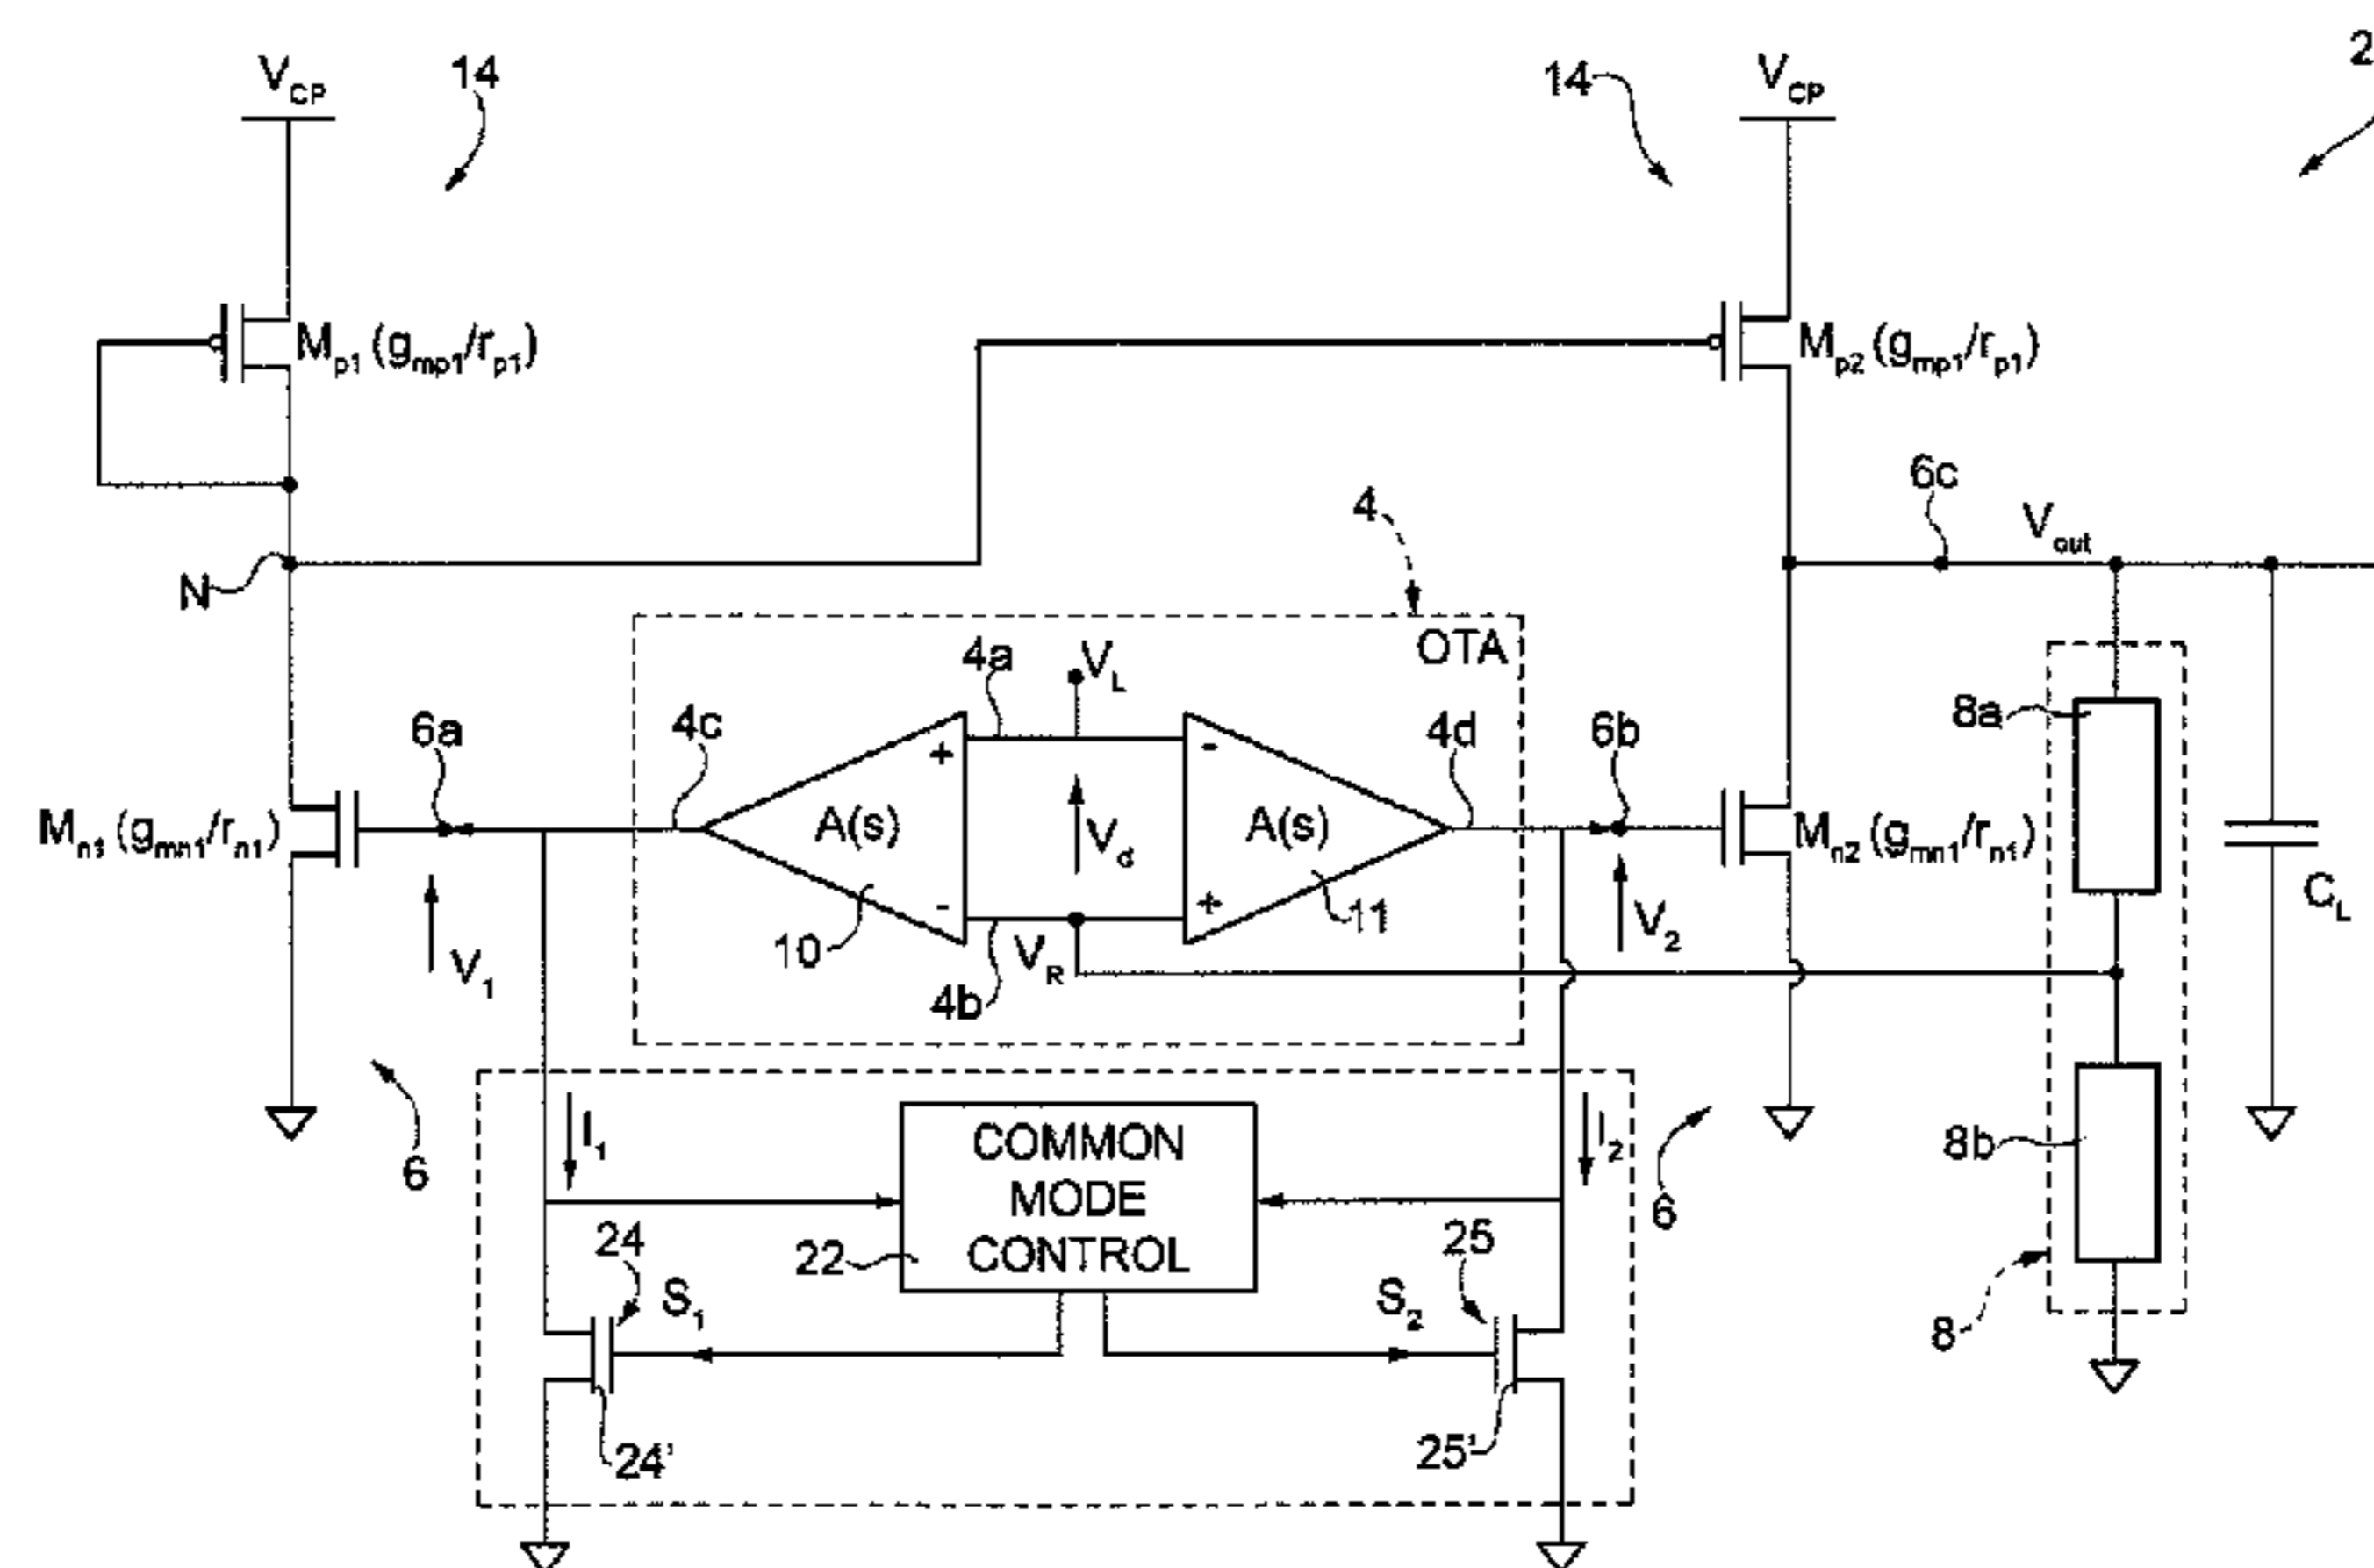 V_CP
14
14
V_CP
2
M_p1 (g_mp1/r_p1)
M_p2 (g_mp1/r_p1)
6c
V_out
4
N
OTA
4a
V_L
8a
6a
4c
4d
6b
+
-
M_n1 (g_mn1/r_n1)
A(s)
V_d
A(s)
M_n2 (g_mn1/r_n1)
C_L
-
+
10
V_R
11
V_1
V_2
4b
6
I_1
COMMON
MODE
CONTROL
I_2
8b
6
24
S_1
22
S_2
25
8
24'
25'